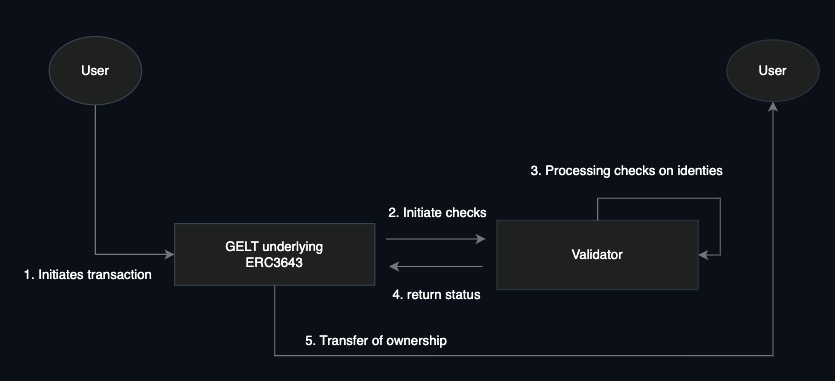 User
User
3. Processing checks on identies
2. Initiate checks
GELT underlying
ERC3643
Validator
1. Initiates transaction
4. return status
5. Transfer of ownership